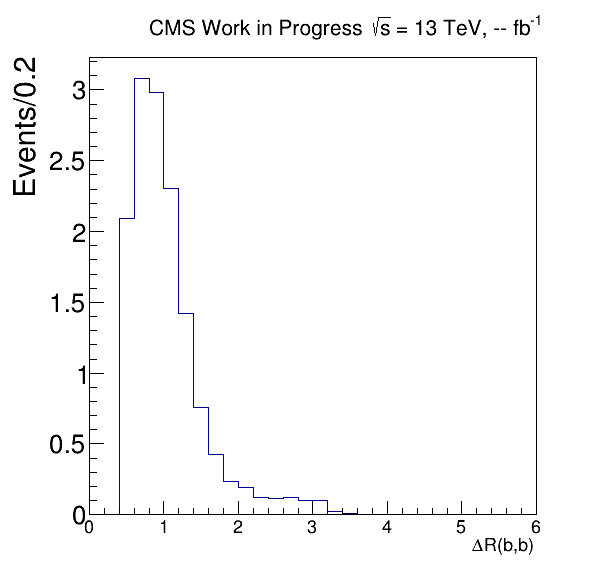 CMS Work in Progress √s = 13 TeV, -- fb⁻¹
Events/0.2
3
2.5
2
1.5
1
0.5
0
0 1 2 3 4 5 6
ΔR(b,b)